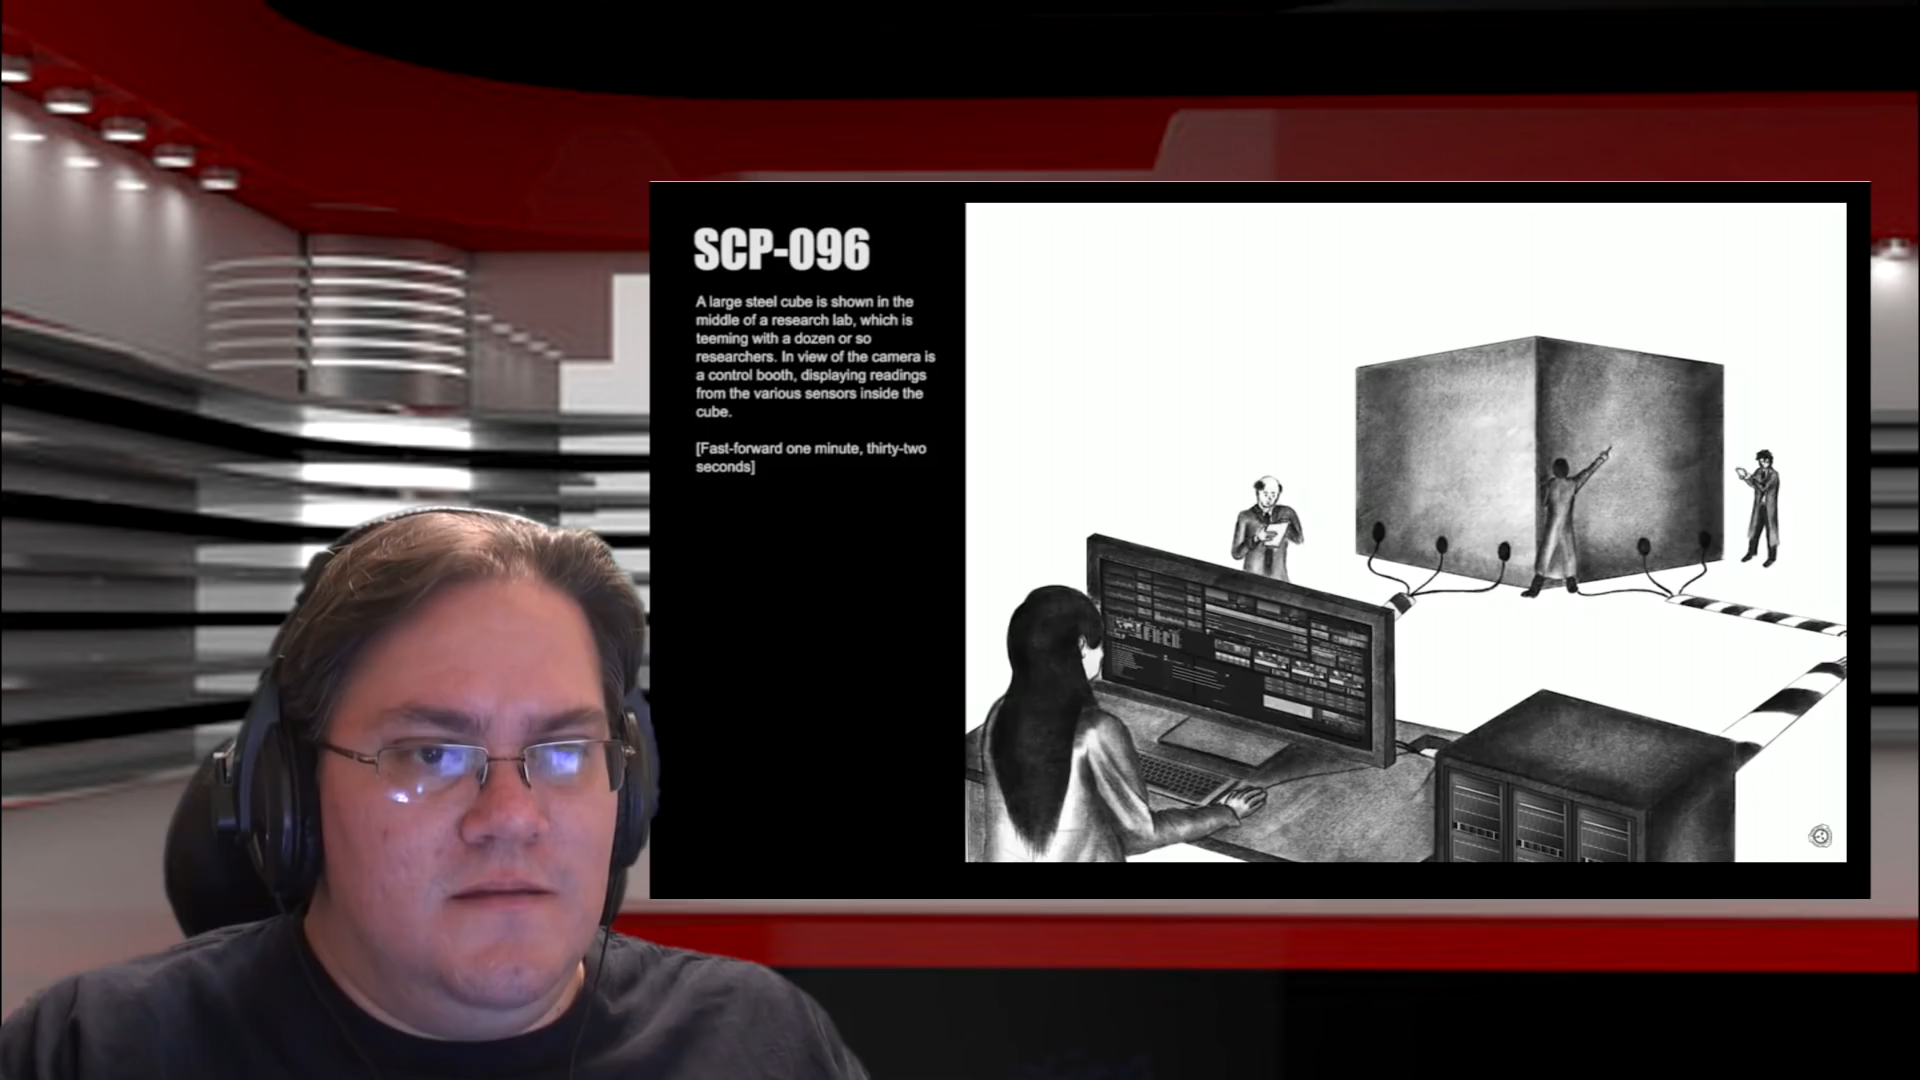 SCP-096
A large steel cube is shown in the
middle of a research lab, which is
teeming with a dozen or so
researchers. In view of the camera is
a control booth, displaying readings
from the various sensors inside the
cube.
[Fast-forward one minute, thirty-two
seconds]